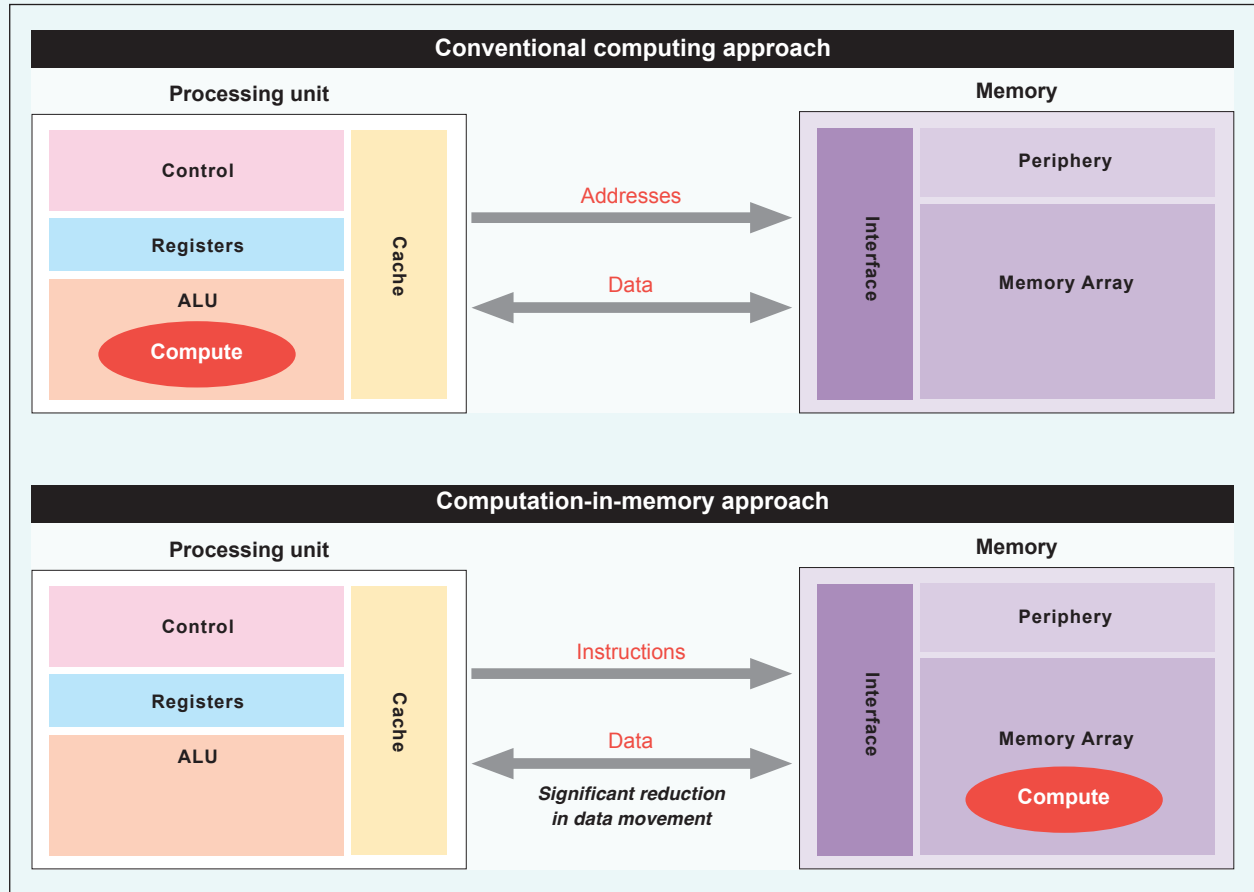 Conventional computing approach
Processing unit
Memory
Control
Registers
ALU
Compute
Cache
Addresses
Data
Interface
Periphery
Memory Array
Computation-in-memory approach
Processing unit
Memory
Control
Registers
ALU
Cache
Instructions
Data
Significant reduction
in data movement
Interface
Periphery
Memory Array
Compute